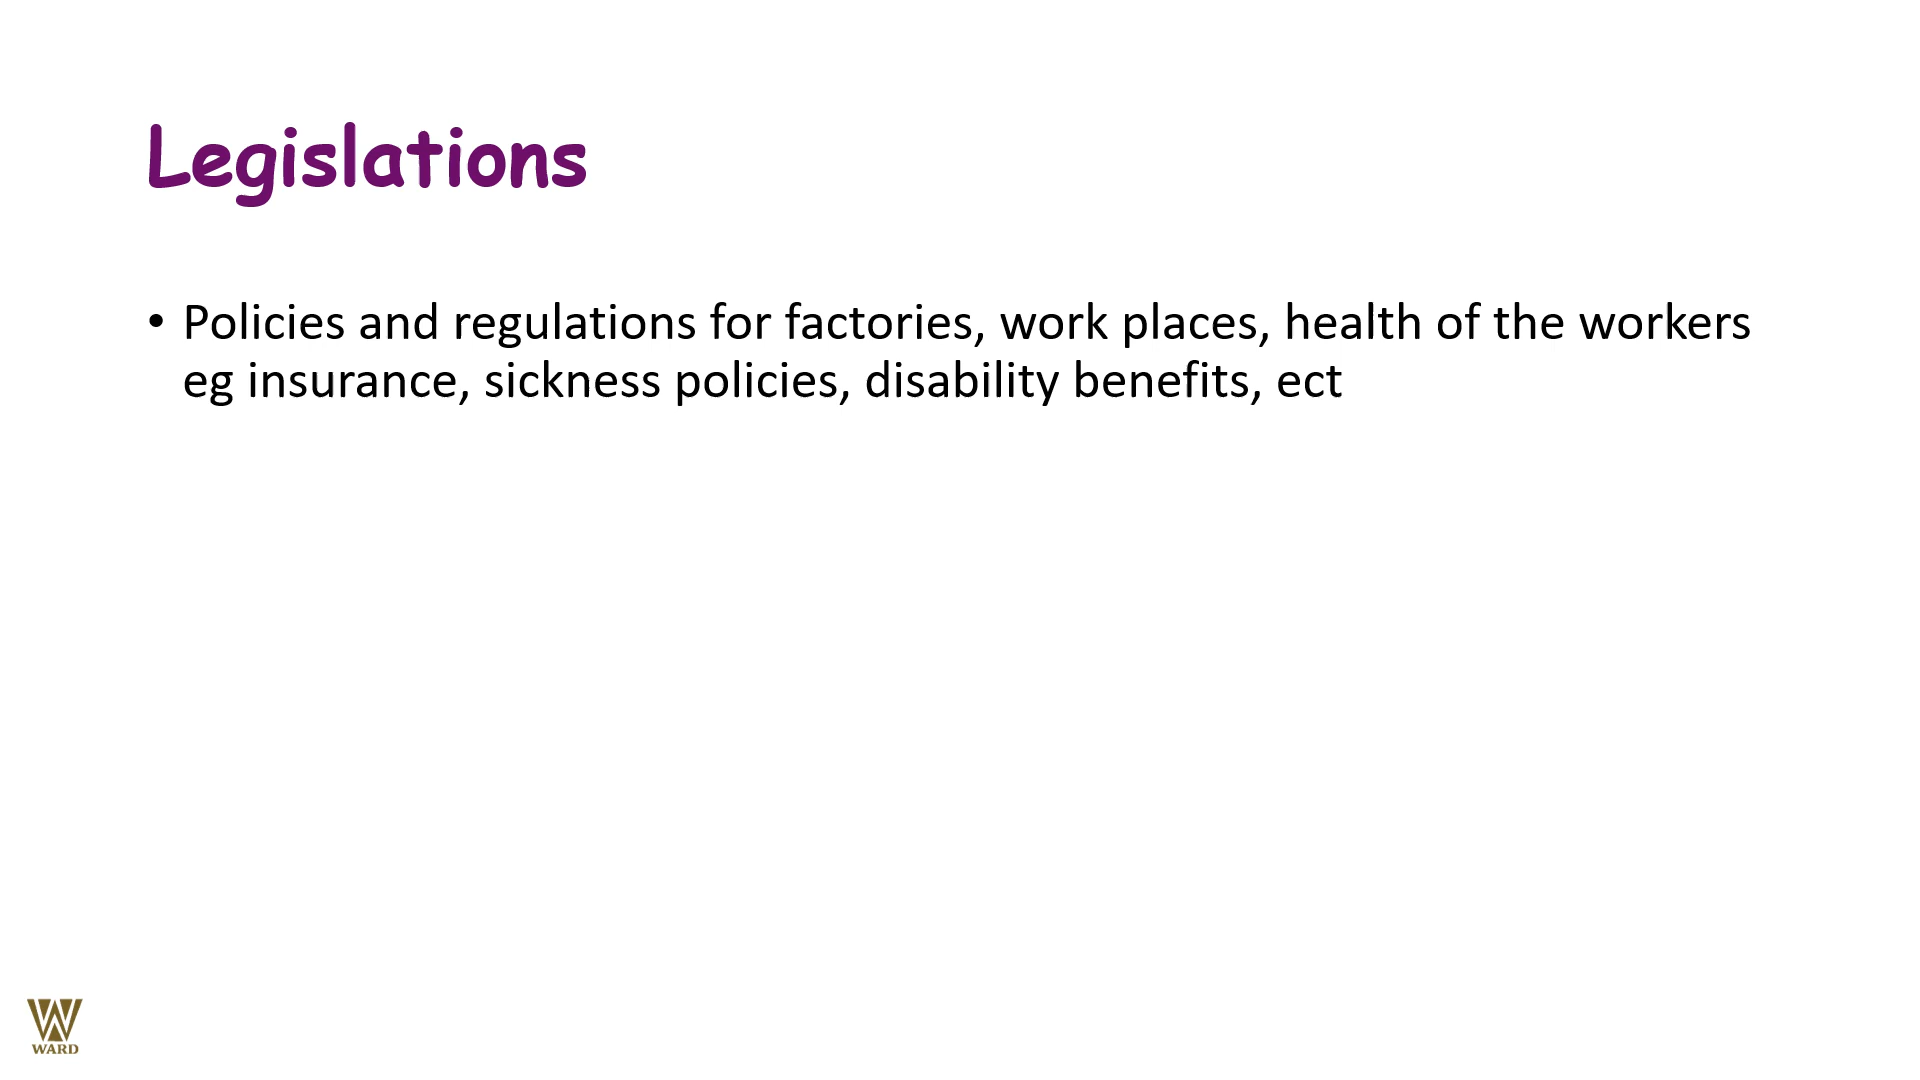 Legislations
• Policies and regulations for factories, work places, health of the workers
eg insurance, sickness policies, disability benefits, ect
WARD